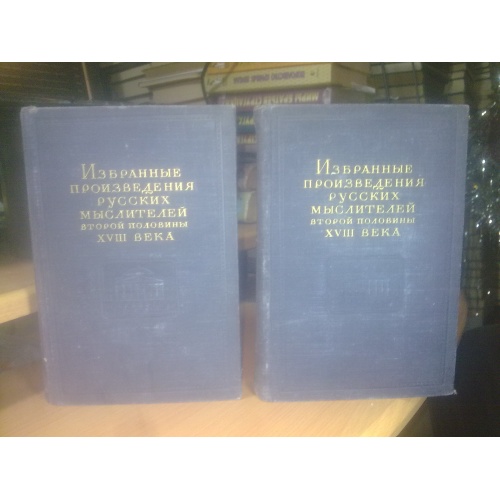 Избранные
произведения
русских
мыслителей
второй половины
XVIII века
Избранные
произведения
русских
мыслителей
второй половины
XVIII века